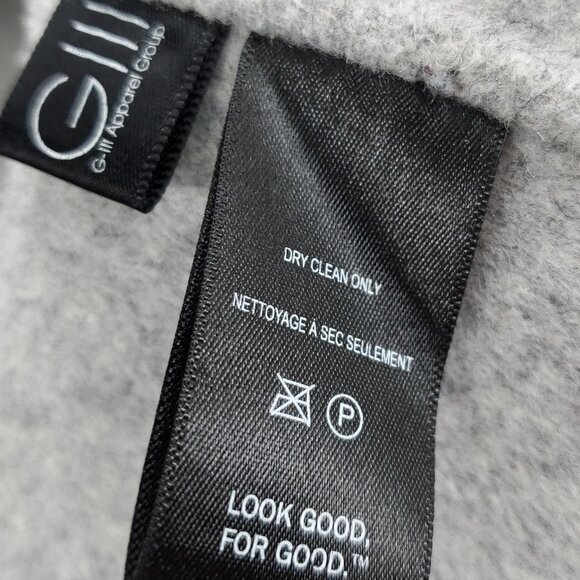 GIII
G-III Apparel Group
DRY CLEAN ONLY
NETTOYAGE À SEC SEULEMENT
P
LOOK GOOD,
FOR GOOD.™